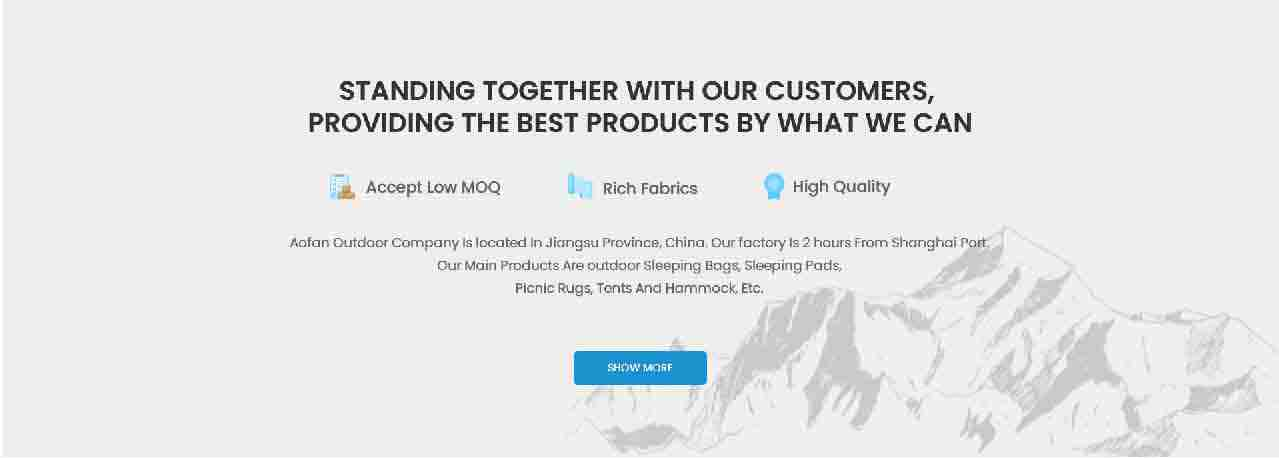 STANDING TOGETHER WITH OUR CUSTOMERS,
PROVIDING THE BEST PRODUCTS BY WHAT WE CAN
Accept Low MOQ
Rich Fabrics
High Quality
Aofan Outdoor Company Is located In Jiangsu Province, China. Our factory Is 2 hours From Shanghai Port.
Our Main Products Are outdoor Sleeping Bags, Sleeping Pads,
Picnic Rugs, Tents And Hammock, Etc.
SHOW MORE